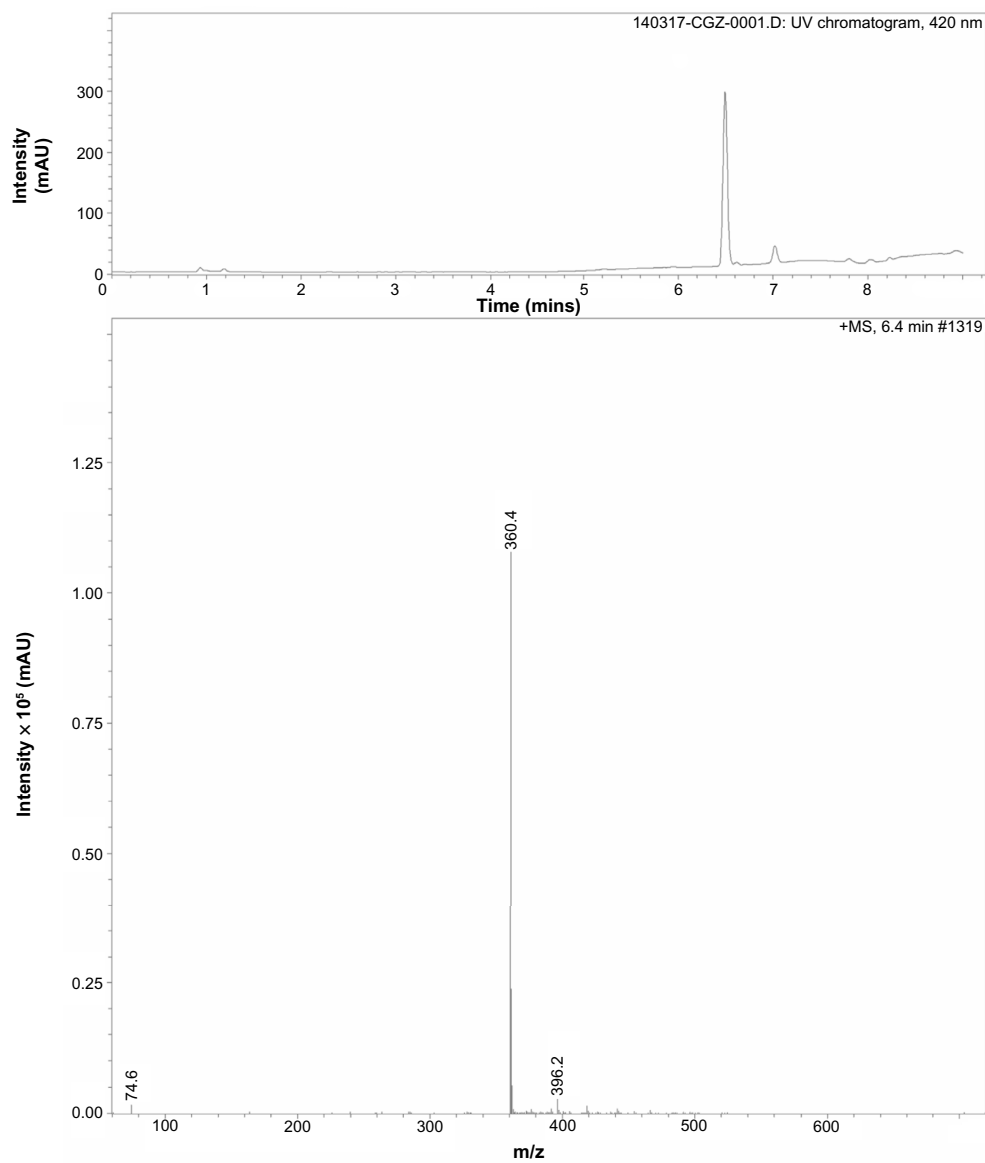 140317-CGZ-0001.D: UV chromatogram, 420 nm
Intensity
(mAU)
300
200
100
0
0 1 2 3 4 5 6 7 8
Time (mins)
+MS, 6.4 min #1319
Intensity × 10⁵ (mAU)
1.25
1.00
0.75
0.50
0.25
0.00
360.4
74.6
396.2
100 200 300 400 500 600
m/z